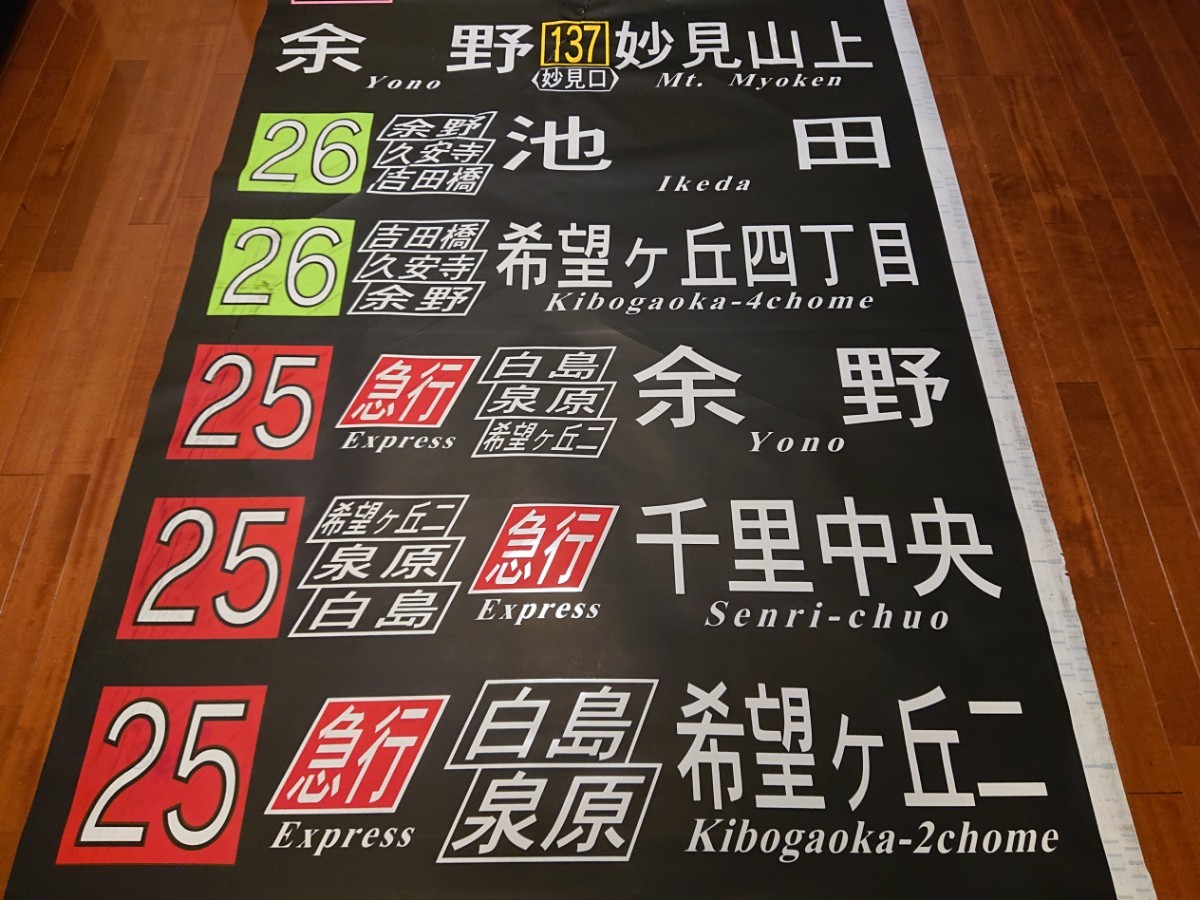 余野 137 妙見山上
Yono 妙見口 Mt. Myoken
26 余野 久安寺 吉田橋 池田
Ikeda
26 吉田橋 久安寺 余野 希望ヶ丘四丁目
Kibogaoka-4chome
25 急行 白島 泉原 希望ヶ丘二 余野
Express Yono
25 希望ヶ丘二 泉原 白島 急行 千里中央
Express Senri-chuo
25 急行 白島 泉原 希望ヶ丘二
Express Kibogaoka-2chome